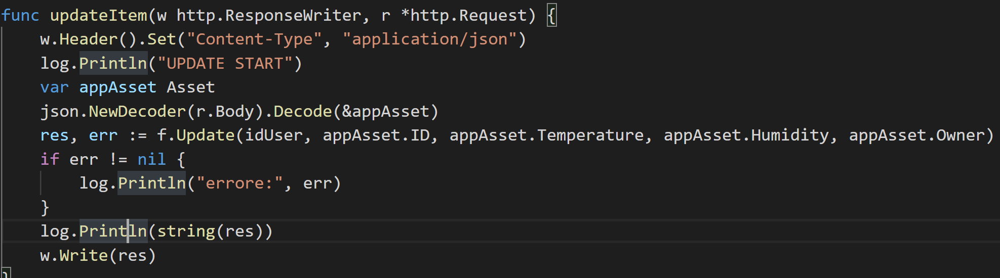 func updateItem(w http.ResponseWriter, r *http.Request) {
    w.Header().Set("Content-Type", "application/json")
    log.Println("UPDATE START")
    var appAsset Asset
    json.NewDecoder(r.Body).Decode(&appAsset)
    res, err := f.Update(idUser, appAsset.ID, appAsset.Temperature, appAsset.Humidity, appAsset.Owner)
    if err != nil {
        log.Println("errore:", err)
    }
    log.Println(string(res))
    w.Write(res)
}